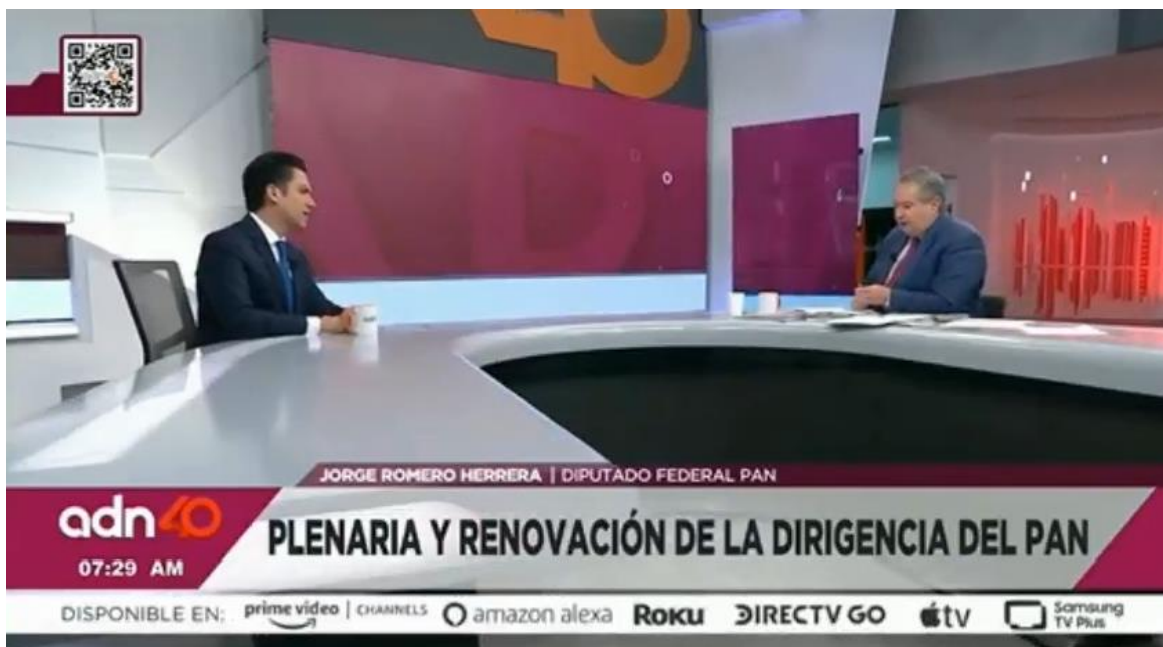 JORGE ROMERO HERRERA | DIPUTADO FEDERAL PAN
adn40
PLENARIA Y RENOVACIÓN DE LA DIRIGENCIA DEL PAN
07:29 AM
DISPONIBLE EN: prime video | CHANNELS amazon alexa ROKU DIRECTV GO tv Samsung TV Plus